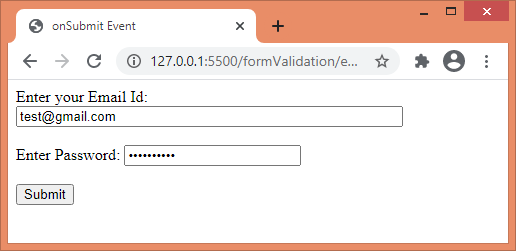 onSubmit Event
127.0.0.1:5500/formValidation/e...
Enter your Email Id:
test@gmail.com
Enter Password: ••••••••••
Submit